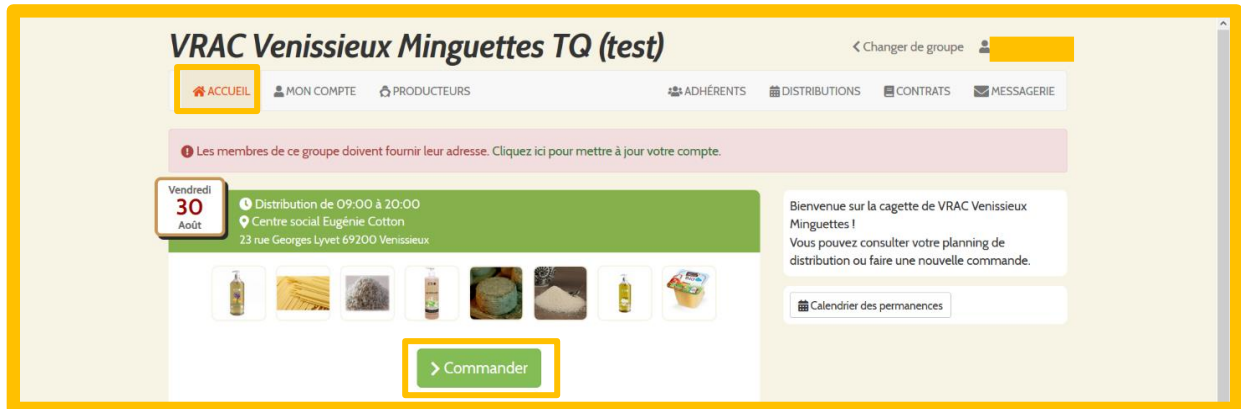 VRAC Venissieux Minguettes TQ (test)
Changer de groupe
ACCUEIL MON COMPTE PRODUCTEURS ADHÉRENTS DISTRIBUTIONS CONTRATS MESSAGERIE
Les membres de ce groupe doivent fournir leur adresse. Cliquez ici pour mettre à jour votre compte.
Vendredi
30
Août
Distribution de 09:00 à 20:00
Centre social Eugénie Cotton
23 rue Georges Lyvet 69200 Venissieux
Bienvenue sur la cagette de VRAC Venissieux
Minguettes !
Vous pouvez consulter votre planning de
distribution ou faire une nouvelle commande.
Calendrier des permanences
Commander